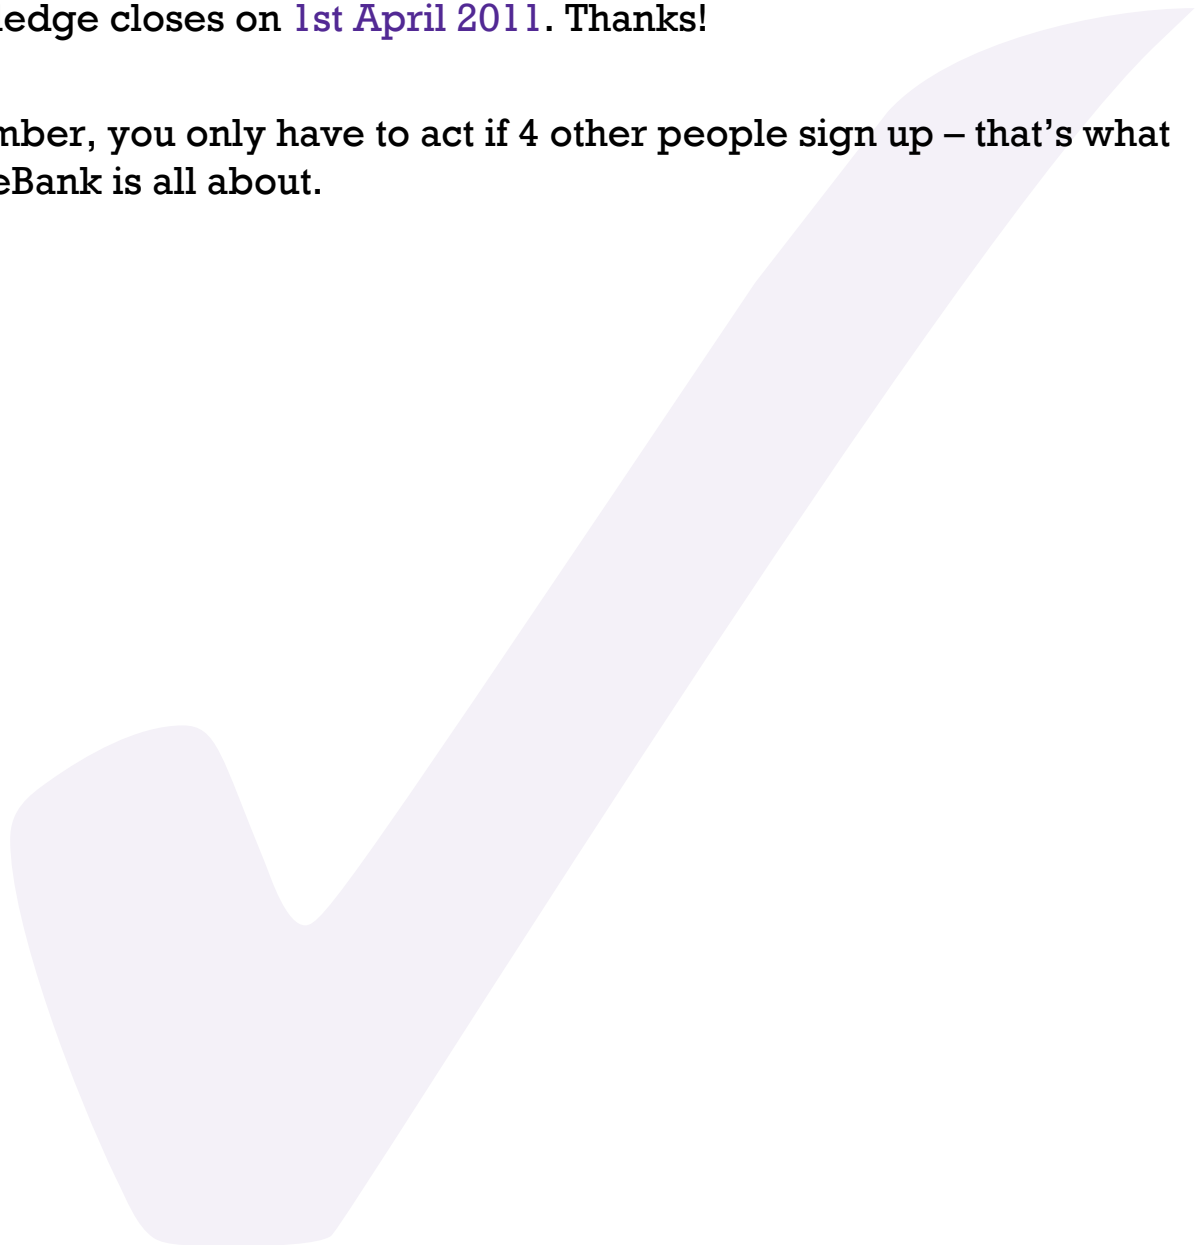 ledge closes on 1st April 2011. Thanks!
mber, you only have to act if 4 other people sign up – that’s what
eBank is all about.